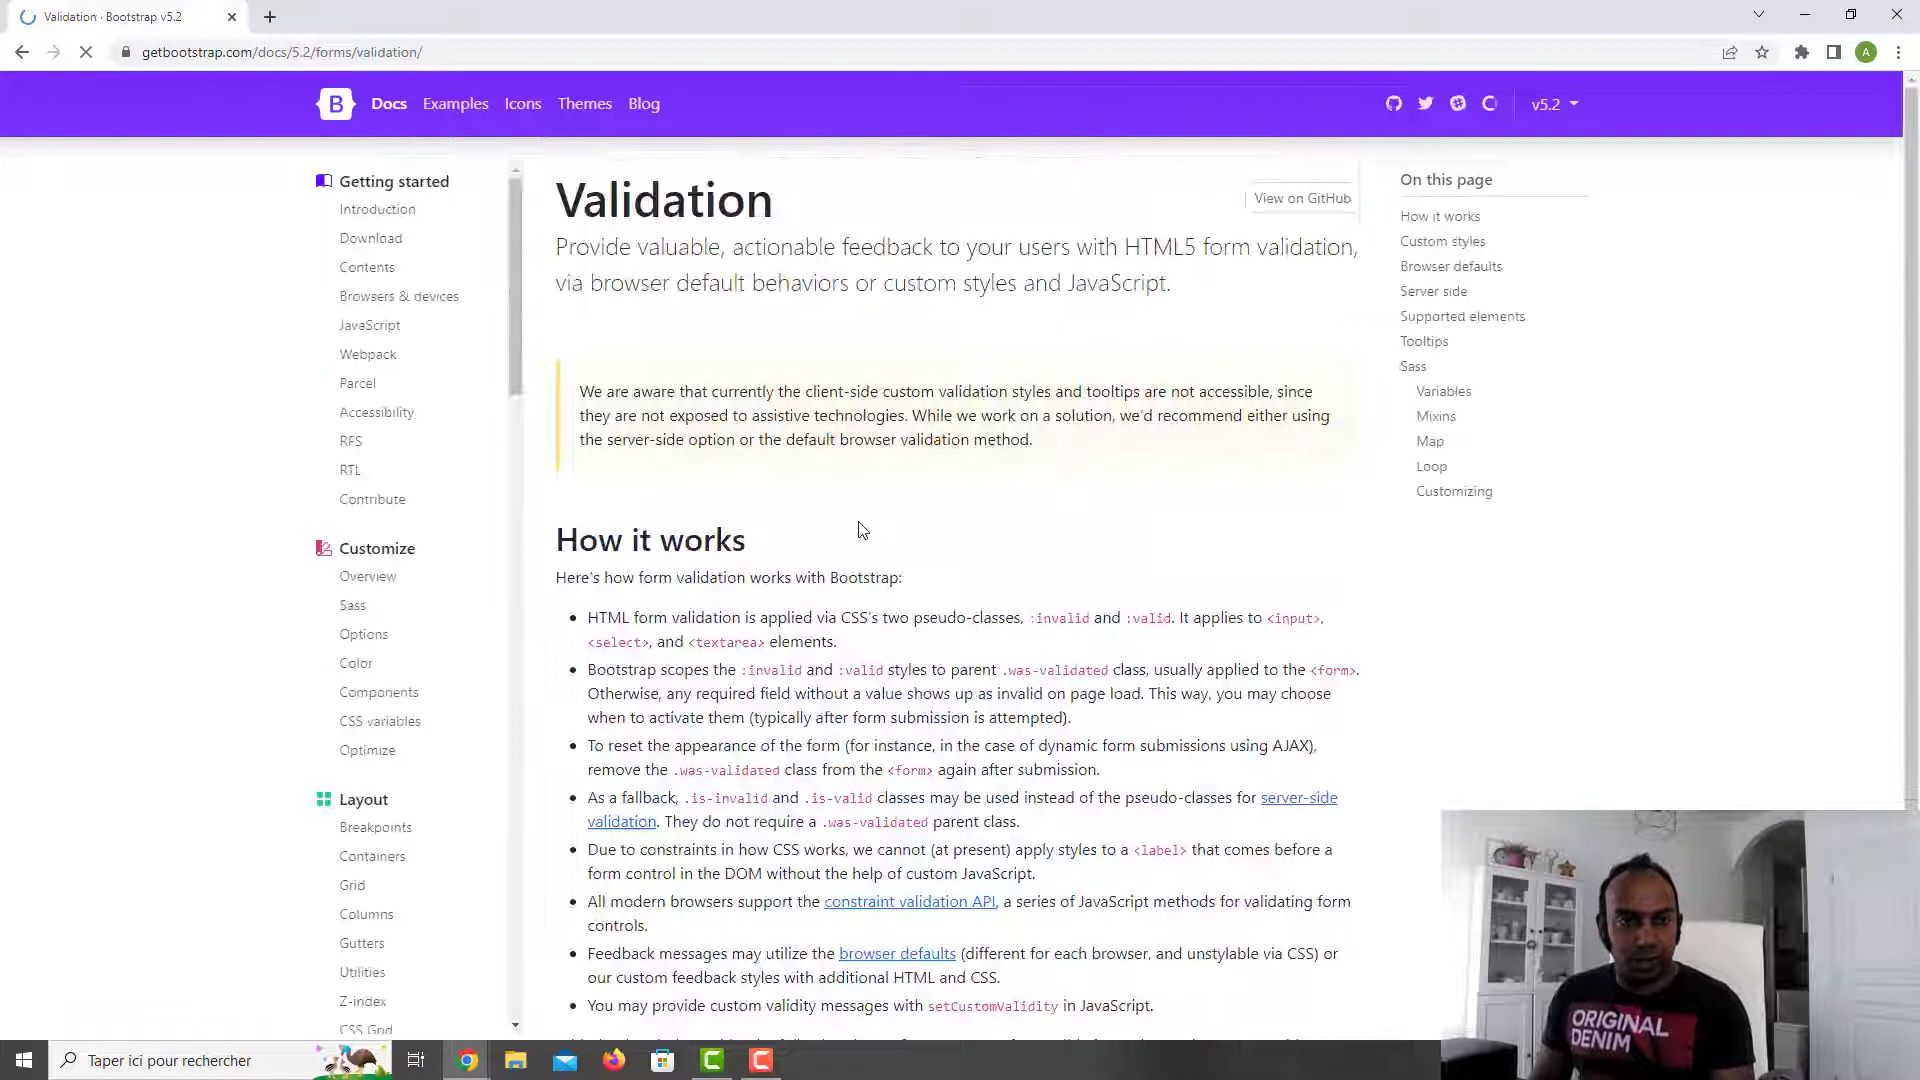 Validation · Bootstrap v5.2
getbootstrap.com/docs/5.2/forms/validation/
A
B
Docs
Examples
Icons
Themes
Blog
v5.2
Getting started
Introduction
Download
Contents
Browsers & devices
JavaScript
Webpack
Parcel
Accessibility
RFS
RTL
Contribute
Customize
Overview
Sass
Options
Color
Components
CSS variables
Optimize
Layout
Breakpoints
Containers
Grid
Columns
Gutters
Utilities
Z-index
CSS Grid
Validation
View on GitHub
Provide valuable, actionable feedback to your users with HTML5 form validation,
via browser default behaviors or custom styles and JavaScript.
We are aware that currently the client-side custom validation styles and tooltips are not accessible, since
they are not exposed to assistive technologies. While we work on a solution, we'd recommend either using
the server-side option or the default browser validation method.
How it works
Here's how form validation works with Bootstrap:
HTML form validation is applied via CSS's two pseudo-classes, :invalid and :valid. It applies to <input>,
<select>, and <textarea> elements.
Bootstrap scopes the :invalid and :valid styles to parent .was-validated class, usually applied to the <form>.
Otherwise, any required field without a value shows up as invalid on page load. This way, you may choose
when to activate them (typically after form submission is attempted).
To reset the appearance of the form (for instance, in the case of dynamic form submissions using AJAX),
remove the .was-validated class from the <form> again after submission.
As a fallback, .is-invalid and .is-valid classes may be used instead of the pseudo-classes for server-side
validation. They do not require a .was-validated parent class.
Due to constraints in how CSS works, we cannot (at present) apply styles to a <label> that comes before a
form control in the DOM without the help of custom JavaScript.
All modern browsers support the constraint validation API, a series of JavaScript methods for validating form
controls.
Feedback messages may utilize the browser defaults (different for each browser, and unstylable via CSS) or
our custom feedback styles with additional HTML and CSS.
You may provide custom validity messages with setCustomValidity in JavaScript.
On this page
How it works
Custom styles
Browser defaults
Server side
Supported elements
Tooltips
Sass
Variables
Mixins
Map
Loop
Customizing
ORIGINAL
DENIM
Taper ici pour rechercher